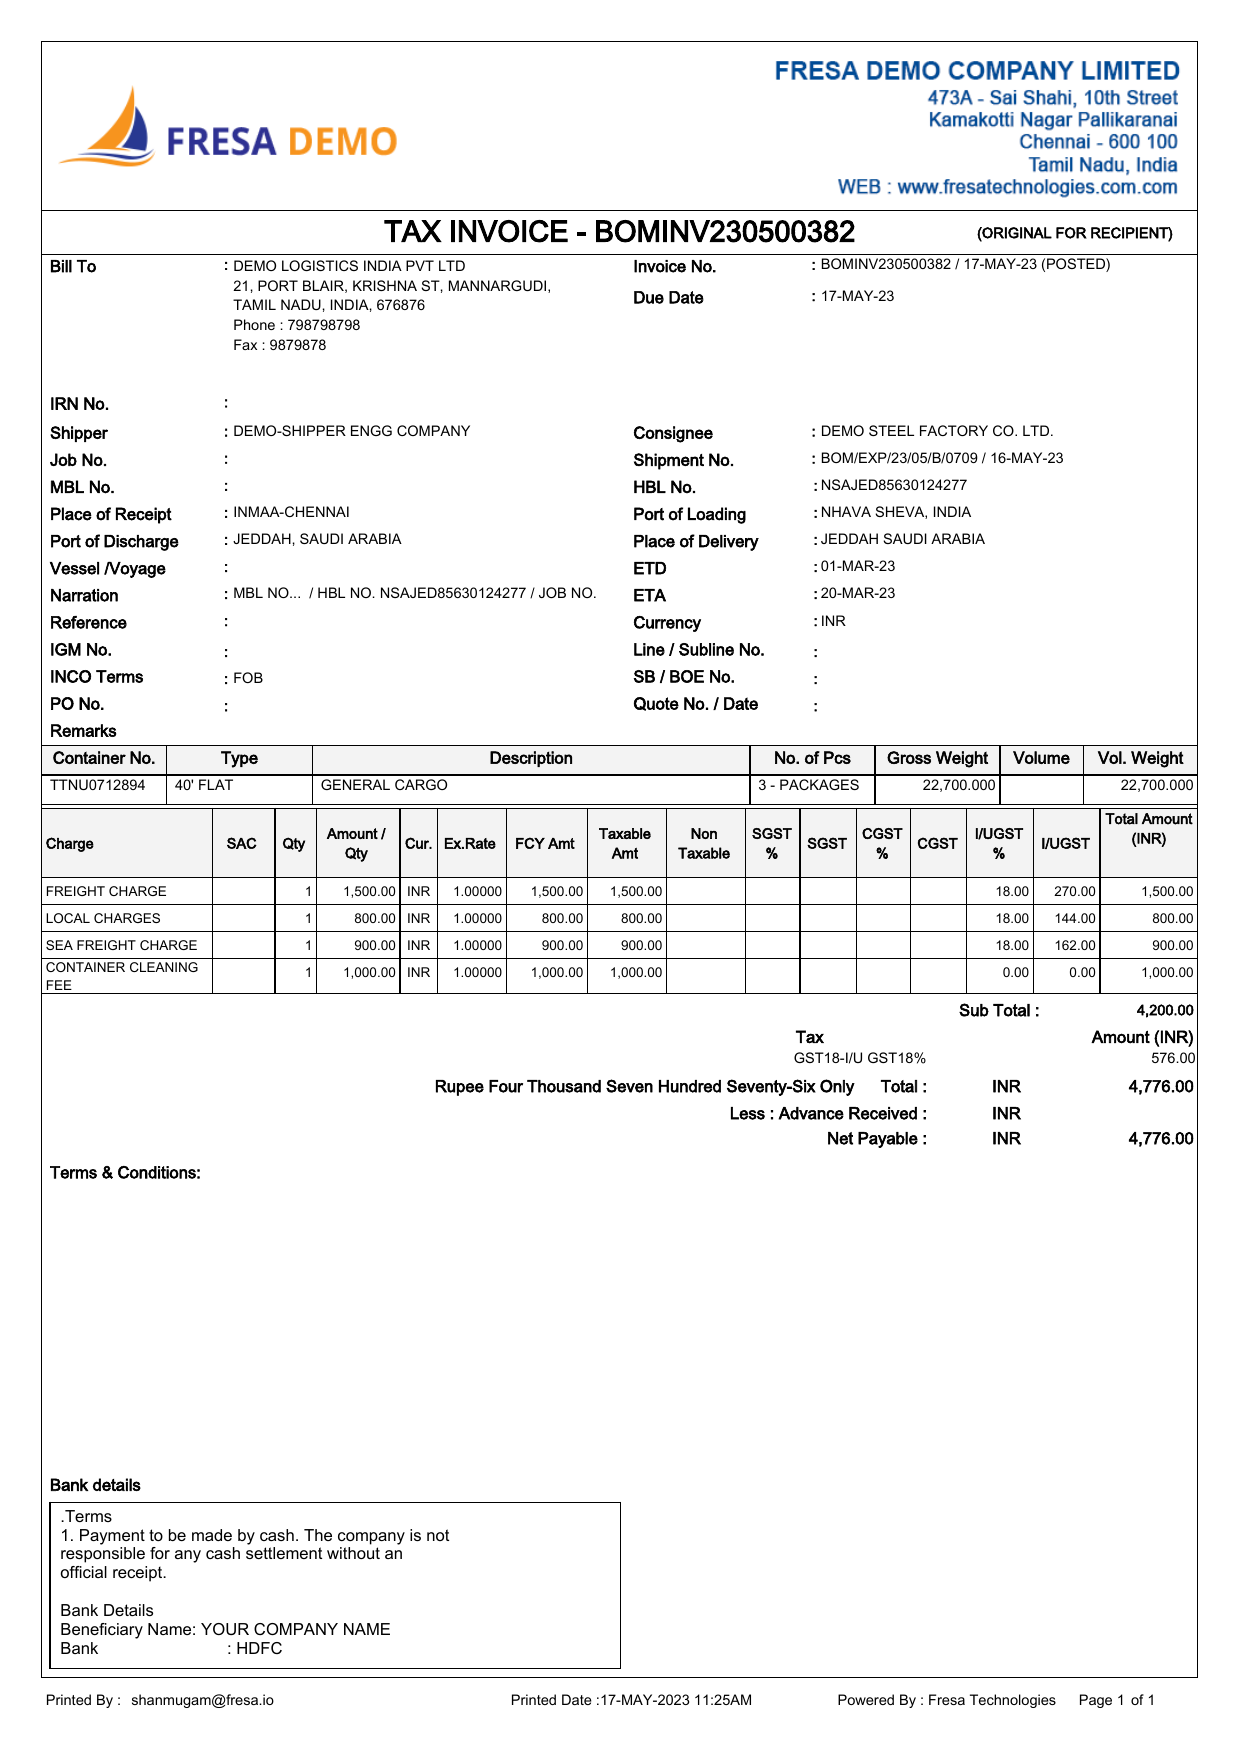 FRESA DEMO
FRESA DEMO COMPANY LIMITED
473A - Sai Shahi, 10th Street
Kamakotti Nagar Pallikaranai
Chennai - 600 100
Tamil Nadu, India
WEB : www.fresatechnologies.com.com
TAX INVOICE - BOMINV230500382 (ORIGINAL FOR RECIPIENT)
Bill To : DEMO LOGISTICS INDIA PVT LTD
21, PORT BLAIR, KRISHNA ST, MANNARGUDI,
TAMIL NADU, INDIA, 676876
Phone : 798798798
Fax : 9879878
Invoice No. : BOMINV230500382 / 17-MAY-23 (POSTED)
Due Date : 17-MAY-23
IRN No. :
Shipper : DEMO-SHIPPER ENGG COMPANY Consignee : DEMO STEEL FACTORY CO. LTD.
Job No. : Shipment No. : BOM/EXP/23/05/B/0709 / 16-MAY-23
MBL No. : HBL No. : NSAJED85630124277
Place of Receipt : INMAA-CHENNAI Port of Loading : NHAVA SHEVA, INDIA
Port of Discharge : JEDDAH, SAUDI ARABIA Place of Delivery : JEDDAH SAUDI ARABIA
Vessel /Voyage : ETD : 01-MAR-23
Narration : MBL NO... / HBL NO. NSAJED85630124277 / JOB NO. ETA : 20-MAR-23
Reference : Currency : INR
IGM No. : Line / Subline No. :
INCO Terms : FOB SB / BOE No. :
PO No. : Quote No. / Date :
Remarks
Container No. Type Description No. of Pcs Gross Weight Volume Vol. Weight
TTNU0712894 40' FLAT GENERAL CARGO 3 - PACKAGES 22,700.000 22,700.000
Charge SAC Qty Amount / Qty Cur. Ex.Rate FCY Amt Taxable Amt Non Taxable SGST % SGST CGST % CGST I/UGST % I/UGST Total Amount (INR)
FREIGHT CHARGE 1 1,500.00 INR 1.00000 1,500.00 1,500.00 18.00 270.00 1,500.00
LOCAL CHARGES 1 800.00 INR 1.00000 800.00 800.00 18.00 144.00 800.00
SEA FREIGHT CHARGE 1 900.00 INR 1.00000 900.00 900.00 18.00 162.00 900.00
CONTAINER CLEANING FEE 1 1,000.00 INR 1.00000 1,000.00 1,000.00 0.00 0.00 1,000.00
Sub Total : 4,200.00
Tax Amount (INR)
GST18-I/U GST18% 576.00
Rupee Four Thousand Seven Hundred Seventy-Six Only Total : INR 4,776.00
Less : Advance Received : INR
Net Payable : INR 4,776.00
Terms & Conditions:
Bank details
.Terms
1. Payment to be made by cash. The company is not
responsible for any cash settlement without an
official receipt.
Bank Details
Beneficiary Name: YOUR COMPANY NAME
Bank : HDFC
Printed By : shanmugam@fresa.io Printed Date :17-MAY-2023 11:25AM Powered By : Fresa Technologies Page 1 of 1